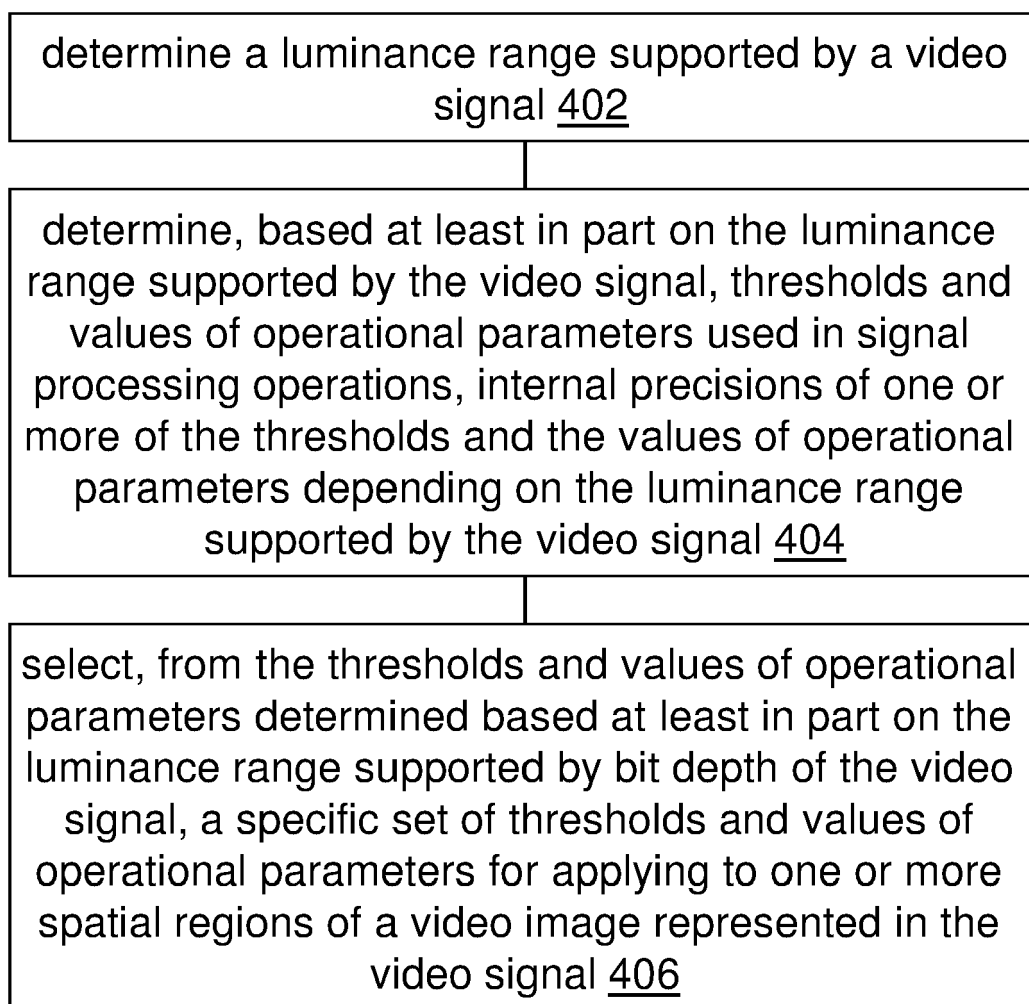 determine a luminance range supported by a video
signal 402
determine, based at least in part on the luminance
range supported by the video signal, thresholds and
values of operational parameters used in signal
processing operations, internal precisions of one or
more of the thresholds and the values of operational
parameters depending on the luminance range
supported by the video signal 404
select, from the thresholds and values of operational
parameters determined based at least in part on the
luminance range supported by bit depth of the video
signal, a specific set of thresholds and values of
operational parameters for applying to one or more
spatial regions of a video image represented in the
video signal 406